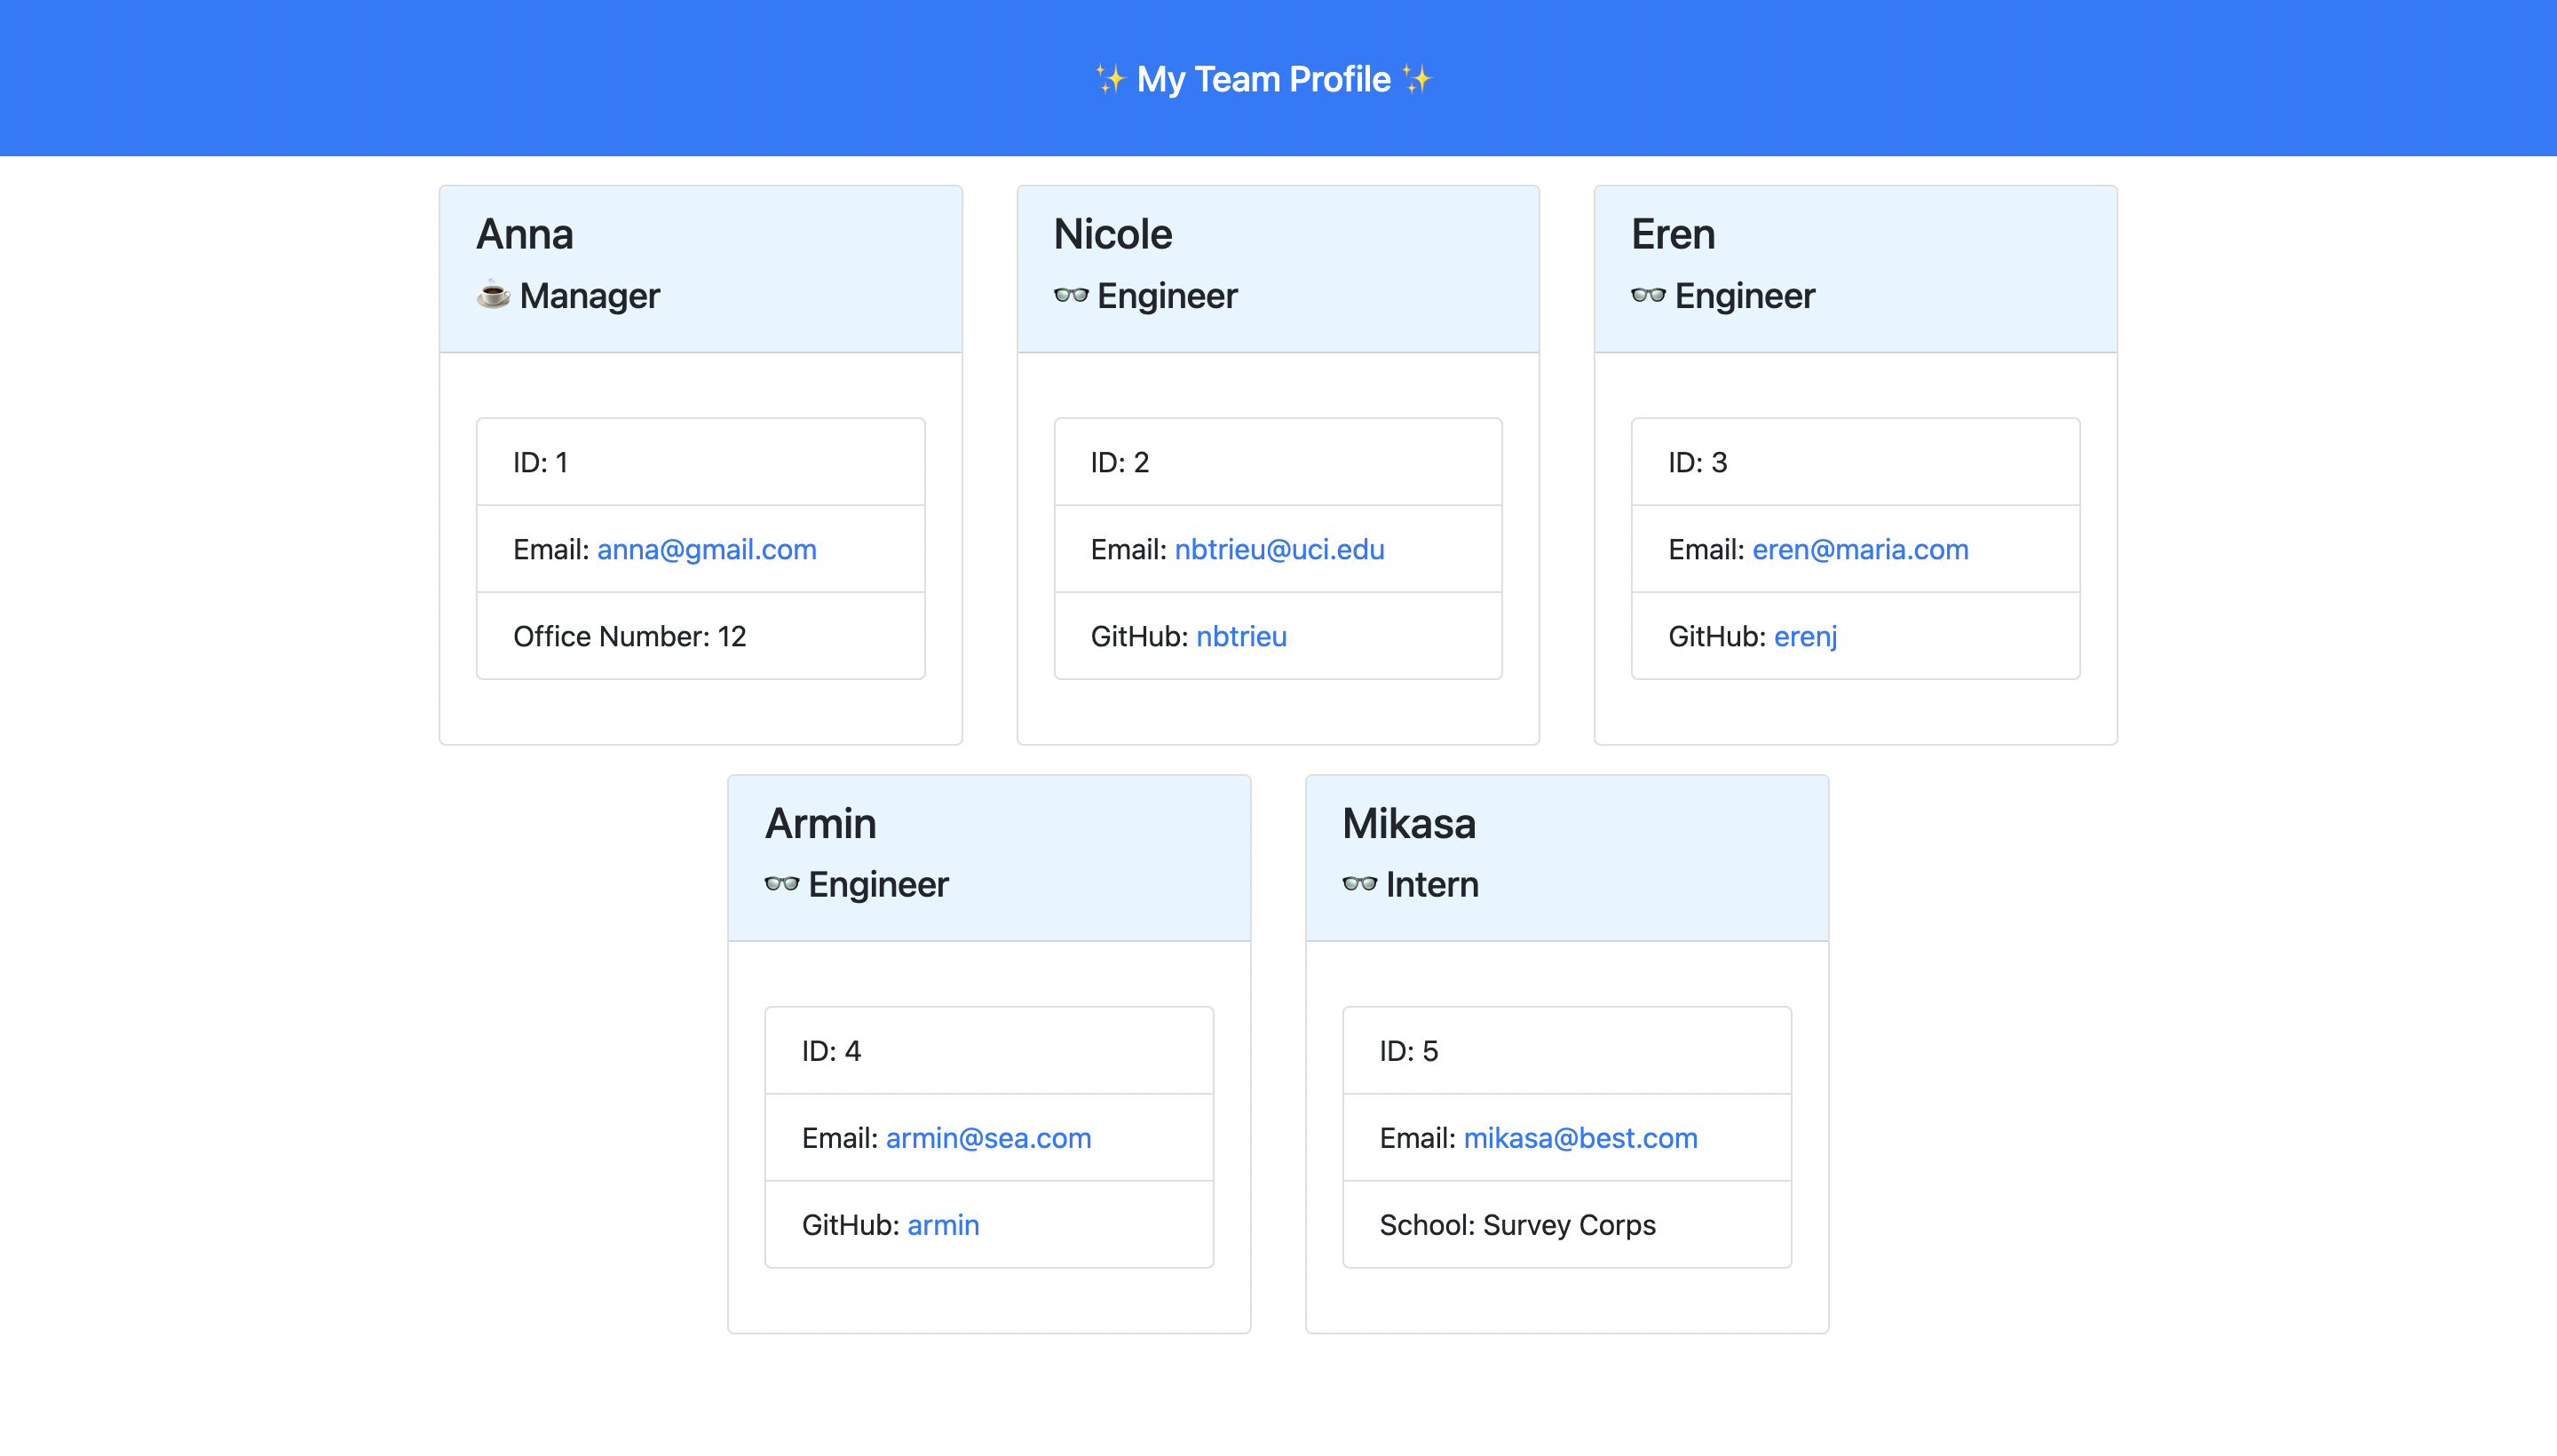 ✨ My Team Profile ✨
Anna
☕ Manager
ID: 1
Email: anna@gmail.com
Office Number: 12
Nicole
👓 Engineer
ID: 2
Email: nbtrieu@uci.edu
GitHub: nbtrieu
Eren
👓 Engineer
ID: 3
Email: eren@maria.com
GitHub: erenj
Armin
👓 Engineer
ID: 4
Email: armin@sea.com
GitHub: armin
Mikasa
👓 Intern
ID: 5
Email: mikasa@best.com
School: Survey Corps